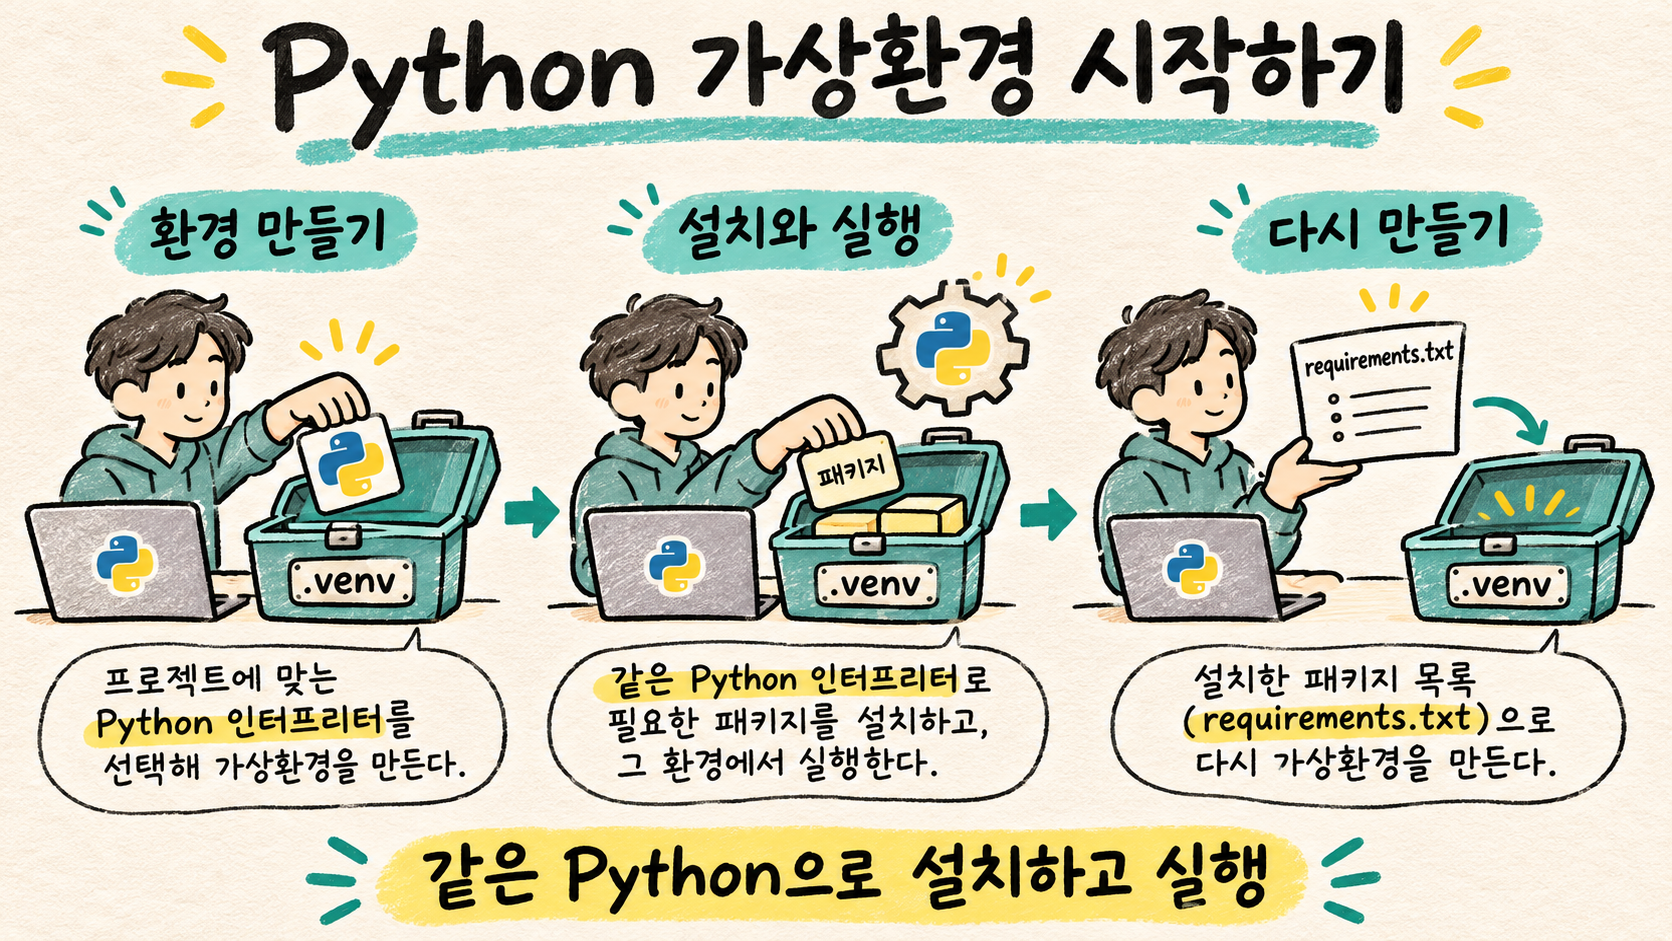 Python 가상환경 시작하기
환경 만들기
설치와 실행
다시 만들기
패키지
requirements.txt
.venv
.venv
.venv
프로젝트에 맞는
Python 인터프리터를
선택해 가상환경을 만든다.
같은 Python 인터프리터로
필요한 패키지를 설치하고,
그 환경에서 실행한다.
설치한 패키지 목록
(requirements.txt)으로
다시 가상환경을 만든다.
같은 Python으로 설치하고 실행